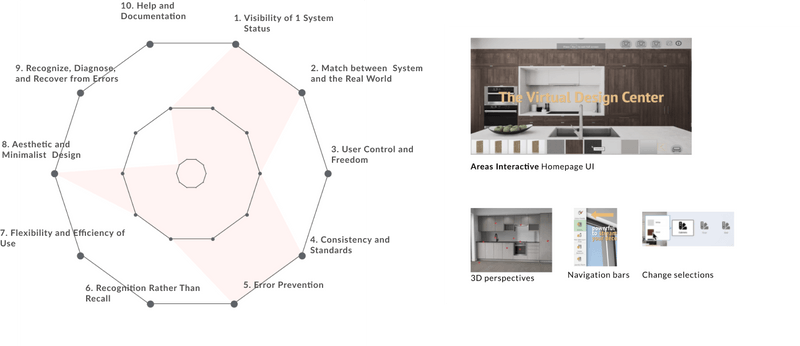 10. Help and
Documentation
1. Visibility of 1 System
Status
9. Recognize, Diagnose,
and Recover from Errors
2. Match between System
and the Real World
8. Aesthetic and
Minimalist Design
3. User Control and
Freedom
7. Flexibility and Efficiency of
Use
4. Consistency and
Standards
6. Recognition Rather Than
Recall
5. Error Prevention
The Virtual Design Center
Areas Interactive Homepage UI
3D perspectives
Navigation bars
Change selections